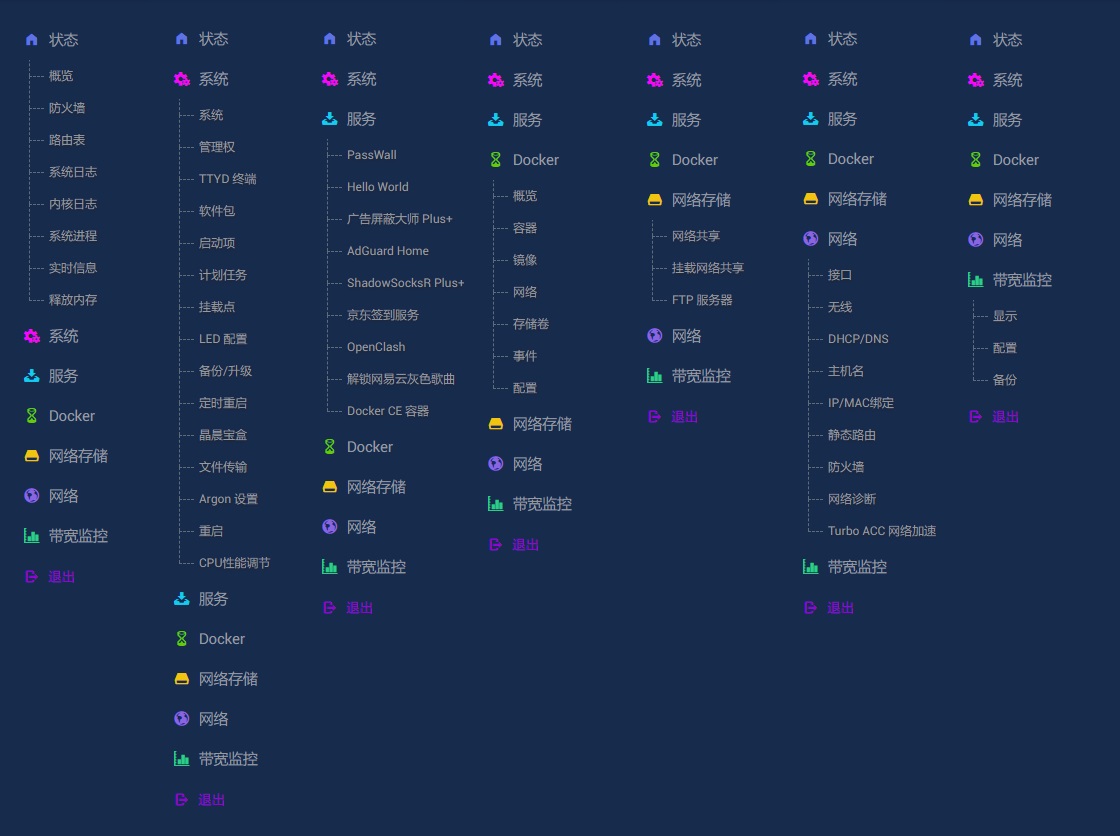 状态
概览
防火墙
路由表
系统日志
内核日志
系统进程
实时信息
释放内存
系统
服务
Docker
网络存储
网络
带宽监控
退出
状态
系统
系统
管理权
TTYD 终端
软件包
启动项
计划任务
挂载点
LED 配置
备份/升级
定时重启
晶晨宝盒
文件传输
Argon 设置
重启
CPU性能调节
服务
Docker
网络存储
网络
带宽监控
退出
状态
系统
服务
PassWall
Hello World
广告屏蔽大师 Plus+
AdGuard Home
ShadowSocksR Plus+
京东签到服务
OpenClash
解锁网易云灰色歌曲
Docker CE 容器
Docker
网络存储
网络
带宽监控
退出
状态
系统
服务
Docker
概览
容器
镜像
网络
存储卷
事件
配置
网络存储
网络
带宽监控
退出
状态
系统
服务
Docker
网络存储
网络共享
挂载网络共享
FTP 服务器
网络
带宽监控
退出
状态
系统
服务
Docker
网络存储
网络
接口
无线
DHCP/DNS
主机名
IP/MAC绑定
静态路由
防火墙
网络诊断
Turbo ACC 网络加速
带宽监控
退出
状态
系统
服务
Docker
网络存储
网络
带宽监控
显示
配置
备份
退出